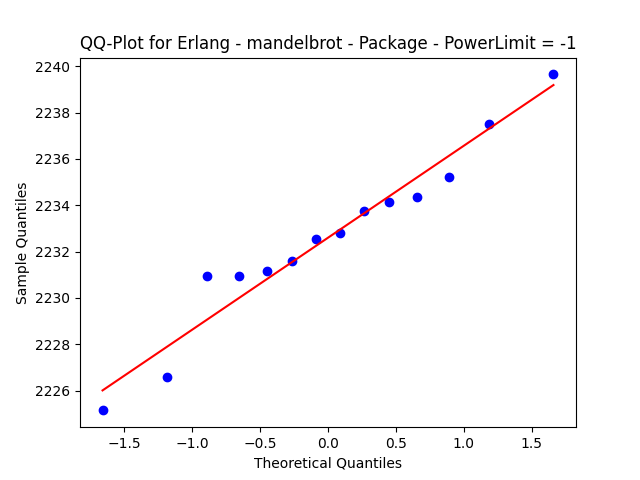 QQ-Plot for Erlang - mandelbrot - Package - PowerLimit = -1
2240
2238
2236
2234
2232
2230
2228
2226
Sample Quantiles
−1.5 −1.0 −0.5 0.0 0.5 1.0 1.5
Theoretical Quantiles